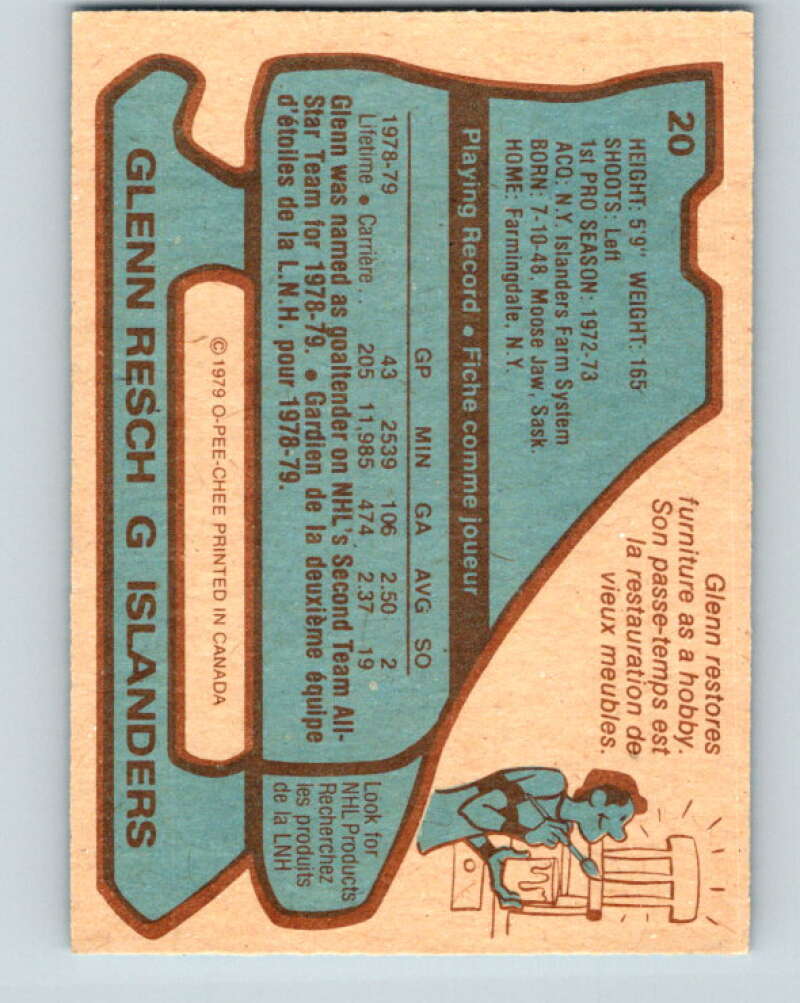 20
HEIGHT: 5'9" WEIGHT: 165
SHOOTS: Left
1st PRO SEASON: 1972-73
ACQ: N.Y. Islanders Farm System
BORN: 7-10-48, Moose Jaw, Sask.
HOME: Farmingdale, N.Y.
Glenn restores
furniture as a hobby.
Son passe-temps est
la restauration de
vieux meubles.
Playing Record • Fiche comme joueur
GP MIN GA AVG SO
1978-79 43 2539 106 2.50 2
Lifetime • Carrière .. 205 11,985 474 2.37 19
Glenn was named as goaltender on NHL's Second Team All-
Star Team for 1978-79. • Gardien de la deuxième équipe
d'étoiles de la L.N.H. pour 1978-79.
Look for
NHL Products
Recherchez
les produits
de la LNH
© 1979 O-PEE-CHEE PRINTED IN CANADA
GLENN RESCH G ISLANDERS